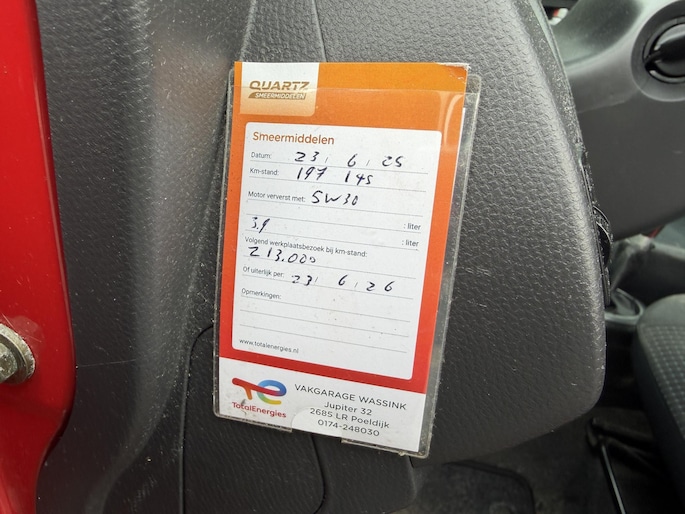 QUARTZ
SMEERMIDDELEN
Smeermiddelen
Datum: 23 / 6 / 25
Km-stand: 197 145
Motor ververst met: 5W30
: liter
3.9 : liter
Volgend werkplaatsbezoek bij km-stand:
213.000
Of uiterlijk per: 23 / 6 / 26
Opmerkingen:
www.totalenergies.nl
TotalEnergies
VAKGARAGE WASSINK
Jupiter 32
2685 LR Poeldijk
0174-248030